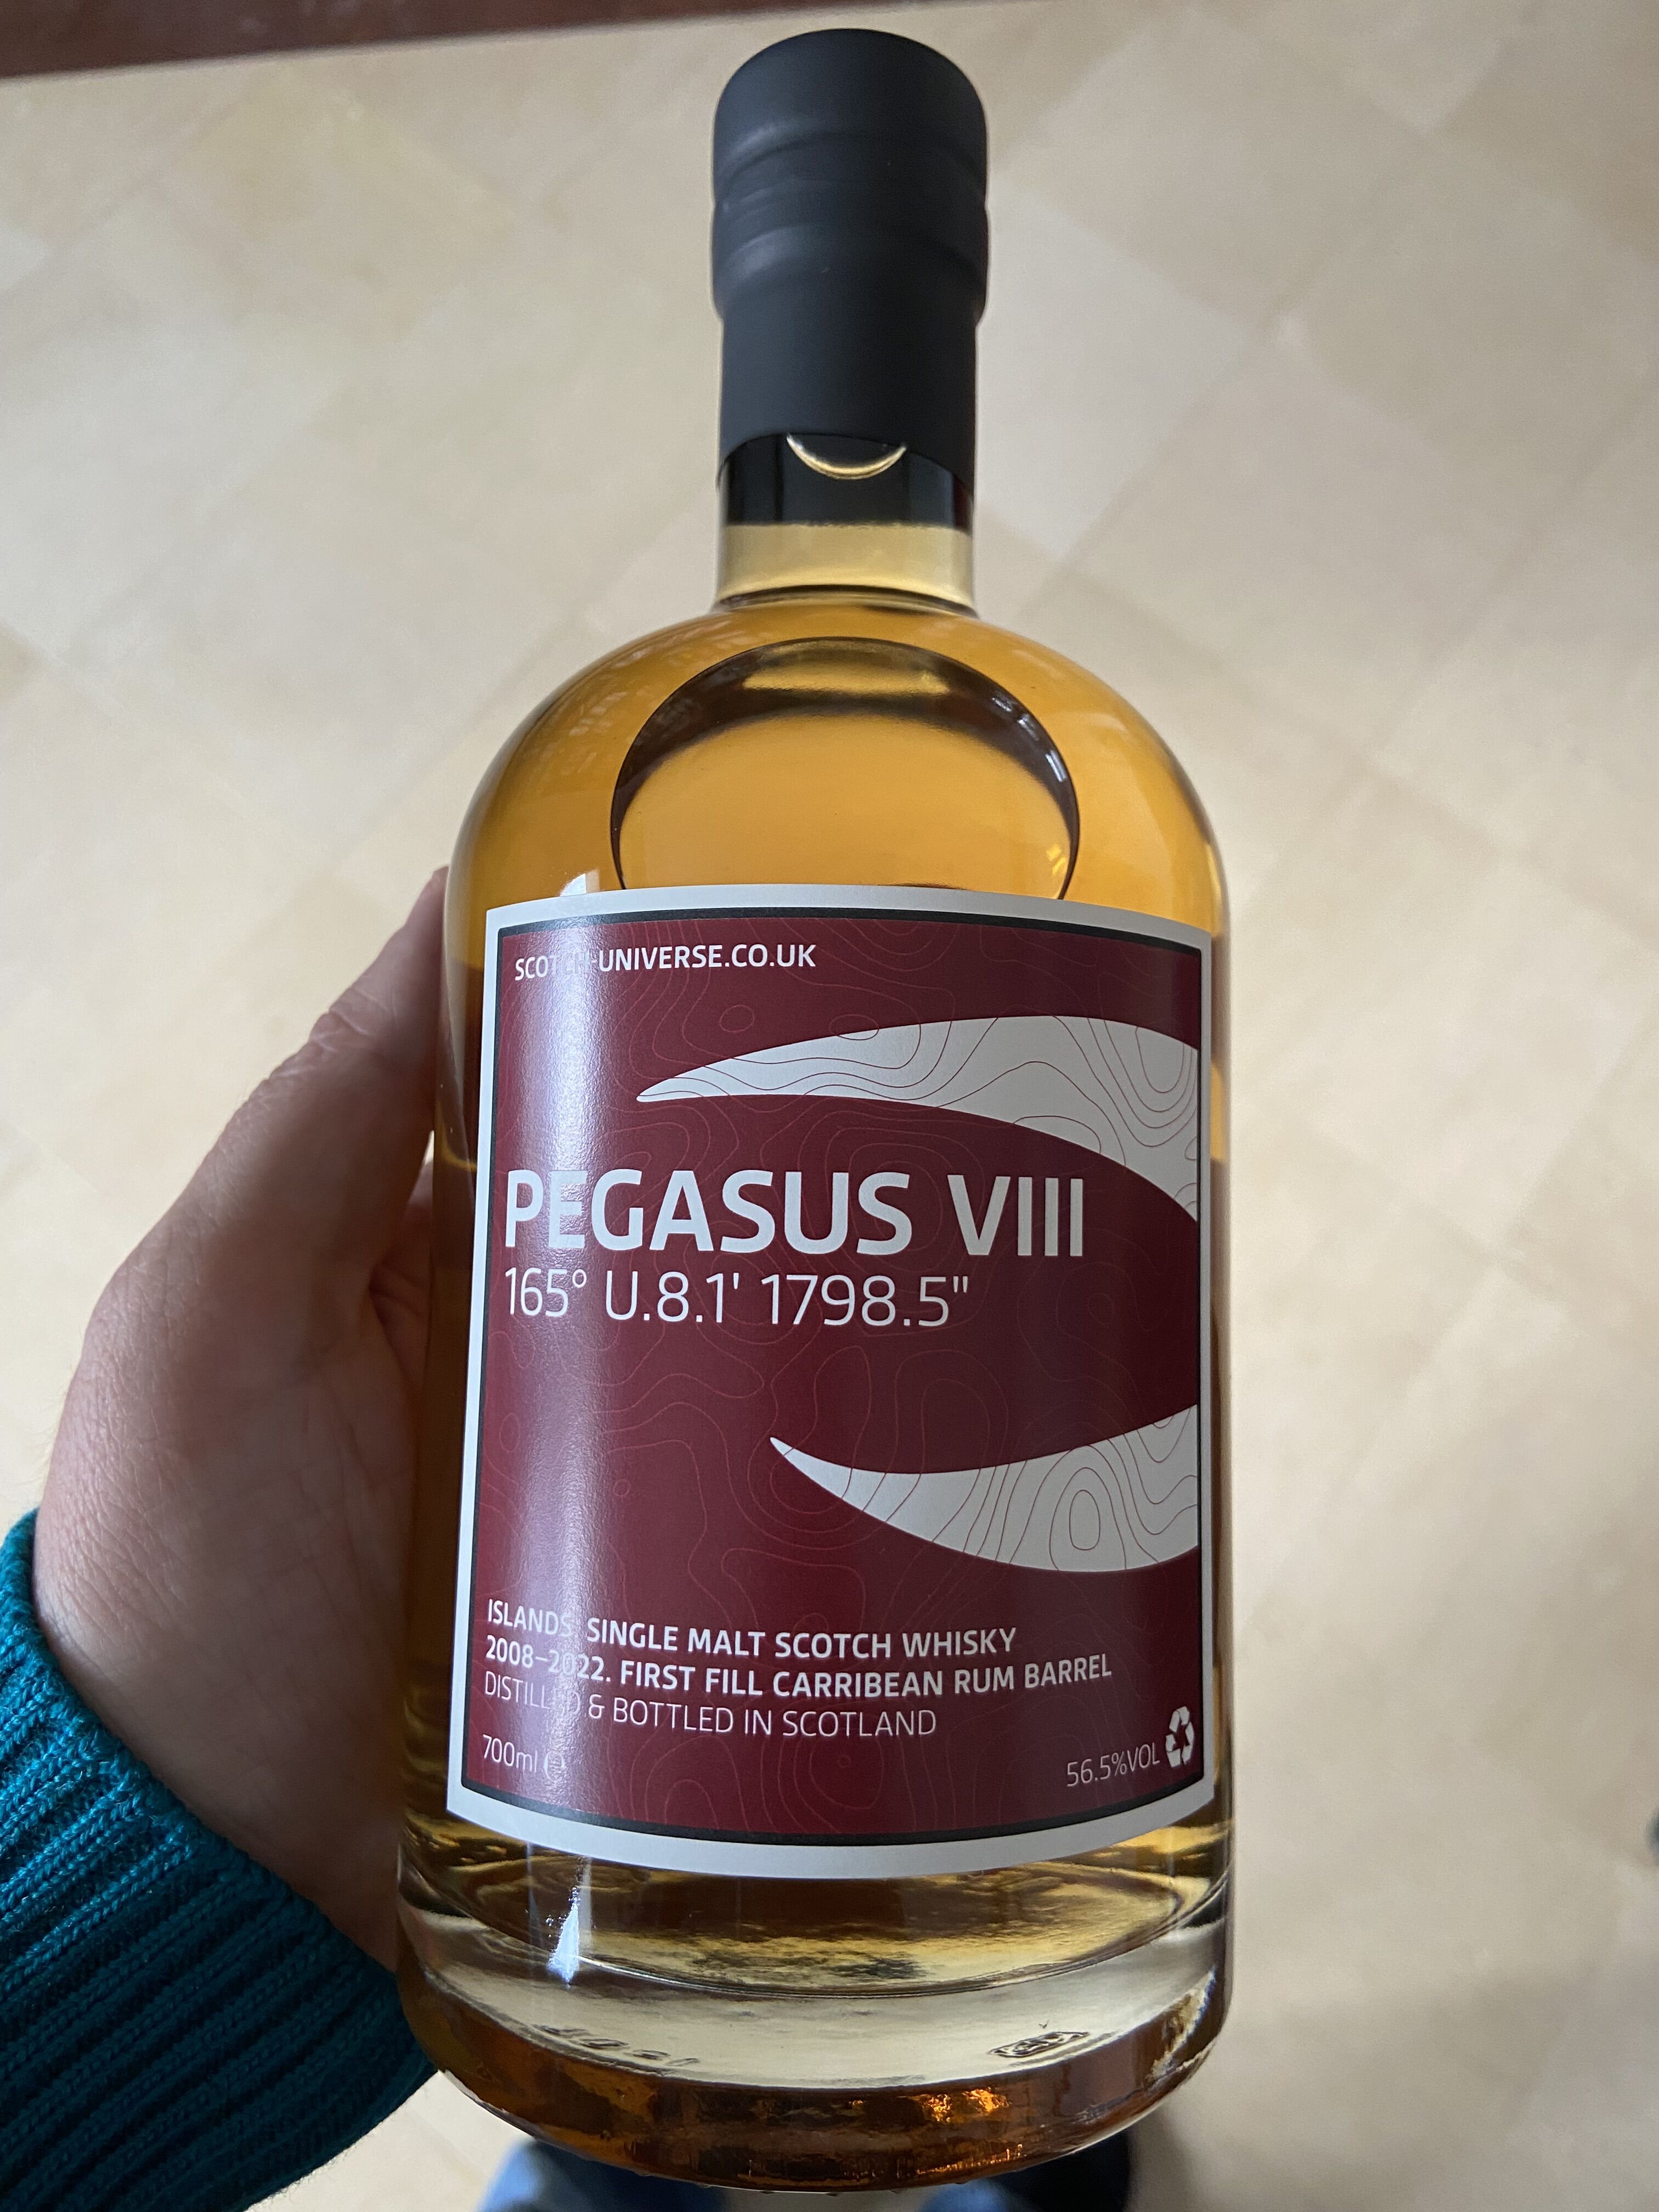 SCOTCH-UNIVERSE.CO.UK
PEGASUS VIII
165° U.8.1' 1798.5"
ISLANDS. SINGLE MALT SCOTCH WHISKY
2008–2022. FIRST FILL CARRIBEAN RUM BARREL
DISTILLED & BOTTLED IN SCOTLAND
700ml
56.5%VOL